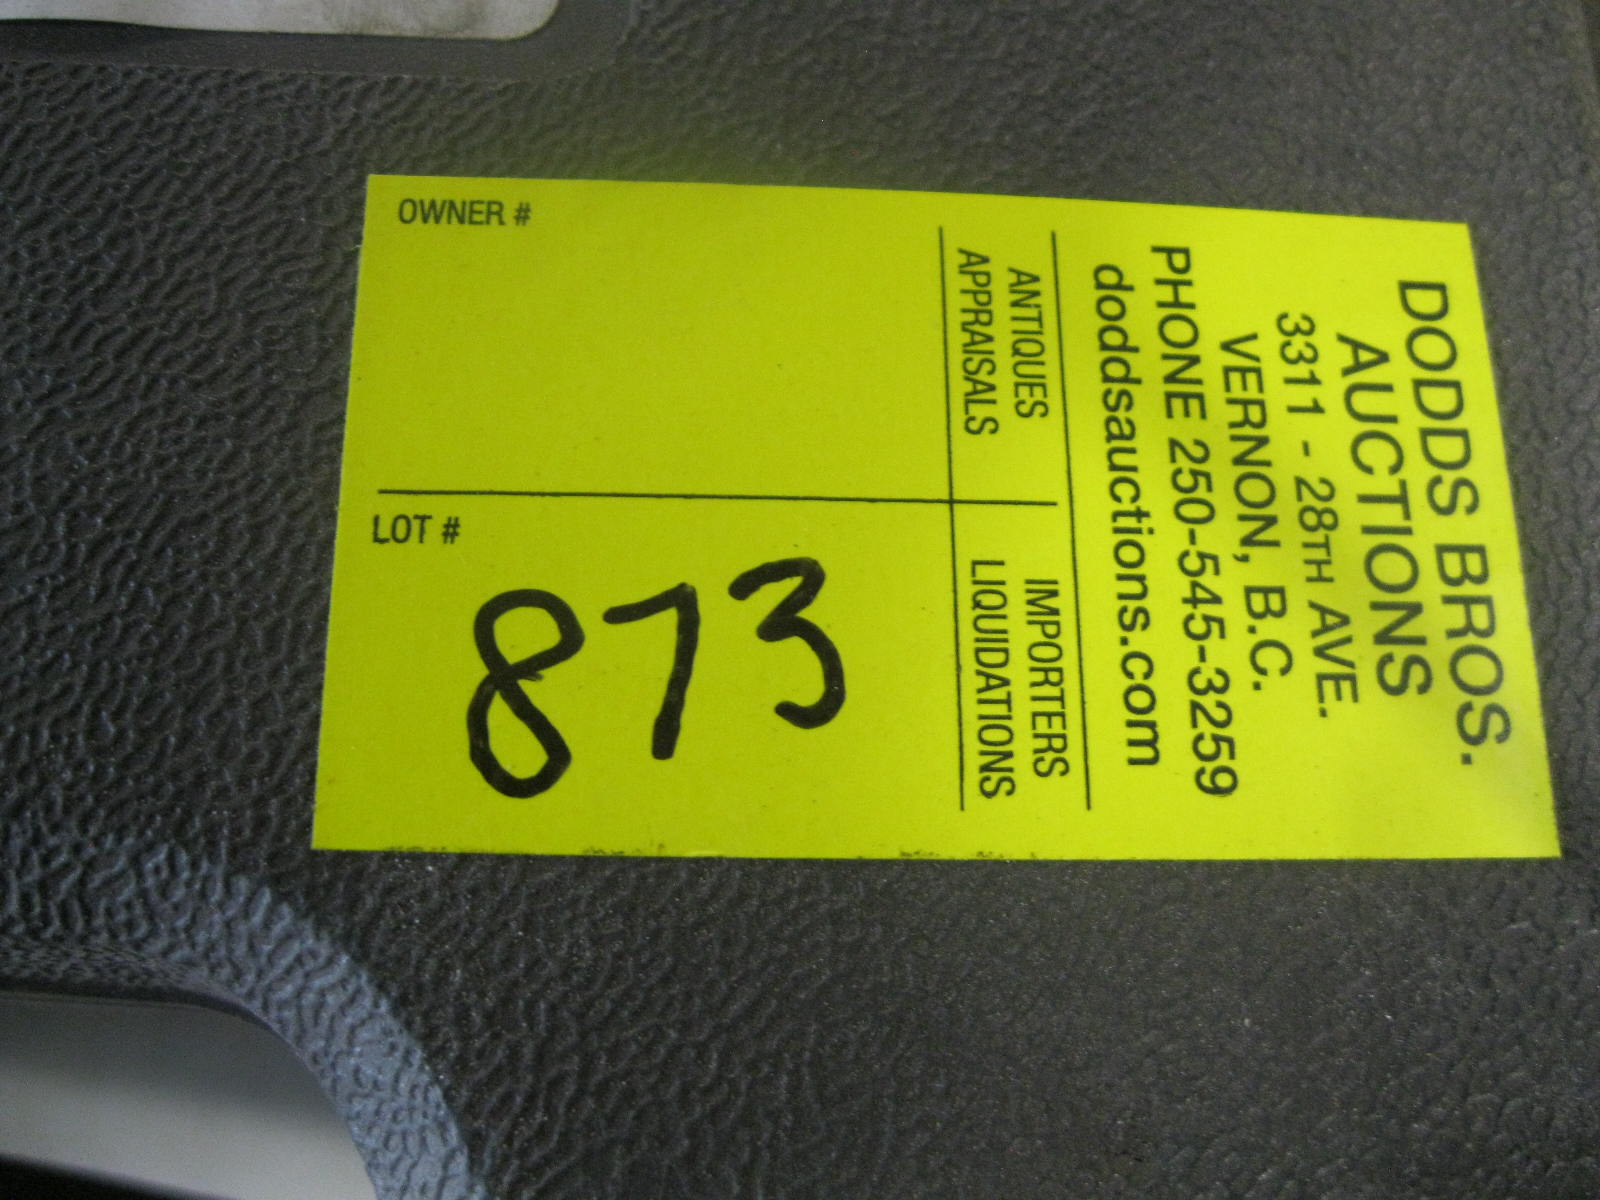 DODDS BROS.
AUCTIONS
3311 - 28TH AVE.
VERNON, B.C.
PHONE 250-545-3259
doddsauctions.com
ANTIQUES
APPRAISALS
IMPORTERS
LIQUIDATIONS
OWNER #
LOT #
873